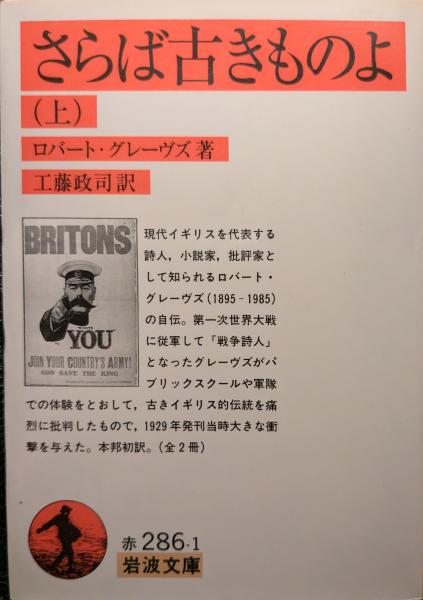 さらば古きものよ
（上）
ロバート・グレーヴズ著
工藤政司訳
BRITONS
WANTS
YOU
JOIN YOUR COUNTRY'S ARMY!
GOD SAVE THE KING
現代イギリスを代表する
詩人，小説家，批評家と
して知られるロバート・
グレーヴズ（1895－1985）
の自伝。第一次世界大戦
に従軍して「戦争詩人」
となったグレーヴズがパ
ブリックスクールや軍隊
での体験をとおして，古きイギリス的伝統を痛
烈に批判したもので，1929年発刊当時大きな衝
撃を与えた。本邦初訳。（全2冊）
赤 286-1
岩波文庫